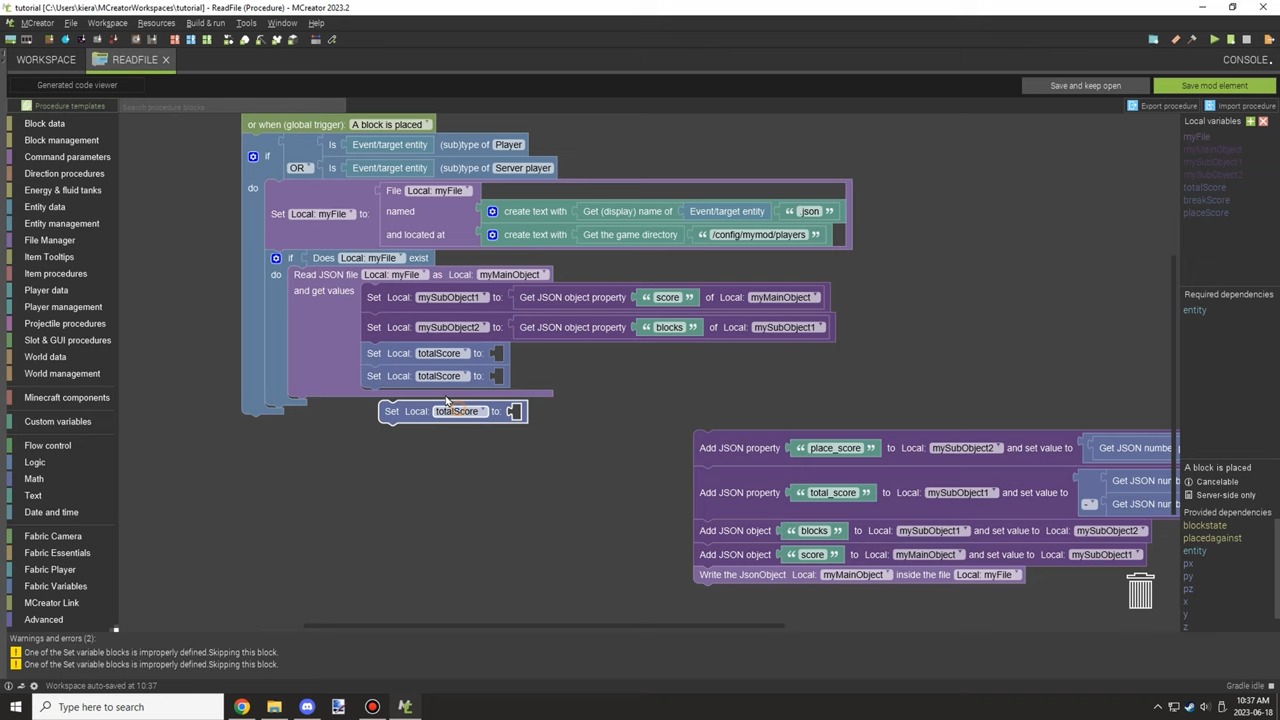 tutorial [C:\Users\kiera\MCreatorWorkspaces\tutorial] - ReadFile (Procedure) - MCreator 2023.2
MCreator File Workspace Resources Build & run Tools Window Help
WORKSPACE READFILE CONSOLE
Generated code viewer Save and keep open Save mod element
Procedure templates Search procedure blocks Export procedure Import procedure
Block data
Block management
Command parameters
Direction procedures
Energy & fluid tanks
Entity data
Entity management
File Manager
Item Tooltips
Item procedures
Player data
Player management
Projectile procedures
Slot & GUI procedures
World data
World management
Minecraft components
Custom variables
Flow control
Logic
Math
Text
Date and time
Fabric Camera
Fabric Essentials
Fabric Player
Fabric Variables
MCreator Link
Advanced
or when (global trigger): A block is placed
if Is Event/target entity (sub)type of Player
OR Is Event/target entity (sub)type of Server player
do
File Local: myFile
Set Local: myFile to: named create text with Get (display) name of Event/target entity “ .json ”
and located at create text with Get the game directory “ /config/mymod/players ”
if Does Local: myFile exist
do Read JSON file Local: myFile as Local: myMainObject
and get values
Set Local: mySubObject1 to: Get JSON object property “ score ” of Local: myMainObject
Set Local: mySubObject2 to: Get JSON object property “ blocks ” of Local: mySubObject1
Set Local: totalScore to:
Set Local: totalScore to:
Set Local: totalScore to:
Add JSON property “ place_score ” to Local: mySubObject2 and set value to Get JSON number
Add JSON property “ total_score ” to Local: mySubObject1 and set value to Get JSON num
- Get JSON num
Add JSON object “ blocks ” to Local: mySubObject1 and set value to Local: mySubObject2
Add JSON object “ score ” to Local: myMainObject and set value to Local: mySubObject1
Write the JsonObject Local: myMainObject inside the file Local: myFile
Local variables
myFile
myMainObject
mySubObject1
mySubObject2
totalScore
breakScore
placeScore
Required dependencies
entity
A block is placed
Cancelable
Server-side only
Provided dependencies
blockstate
placedagainst
entity
px
py
pz
x
y
z
Warnings and errors (2):
One of the Set variable blocks is improperly defined.Skipping this block.
One of the Set variable blocks is improperly defined.Skipping this block.
Workspace auto-saved at 10:37 Gradle idle
Type here to search
10:37 AM
2023-06-18